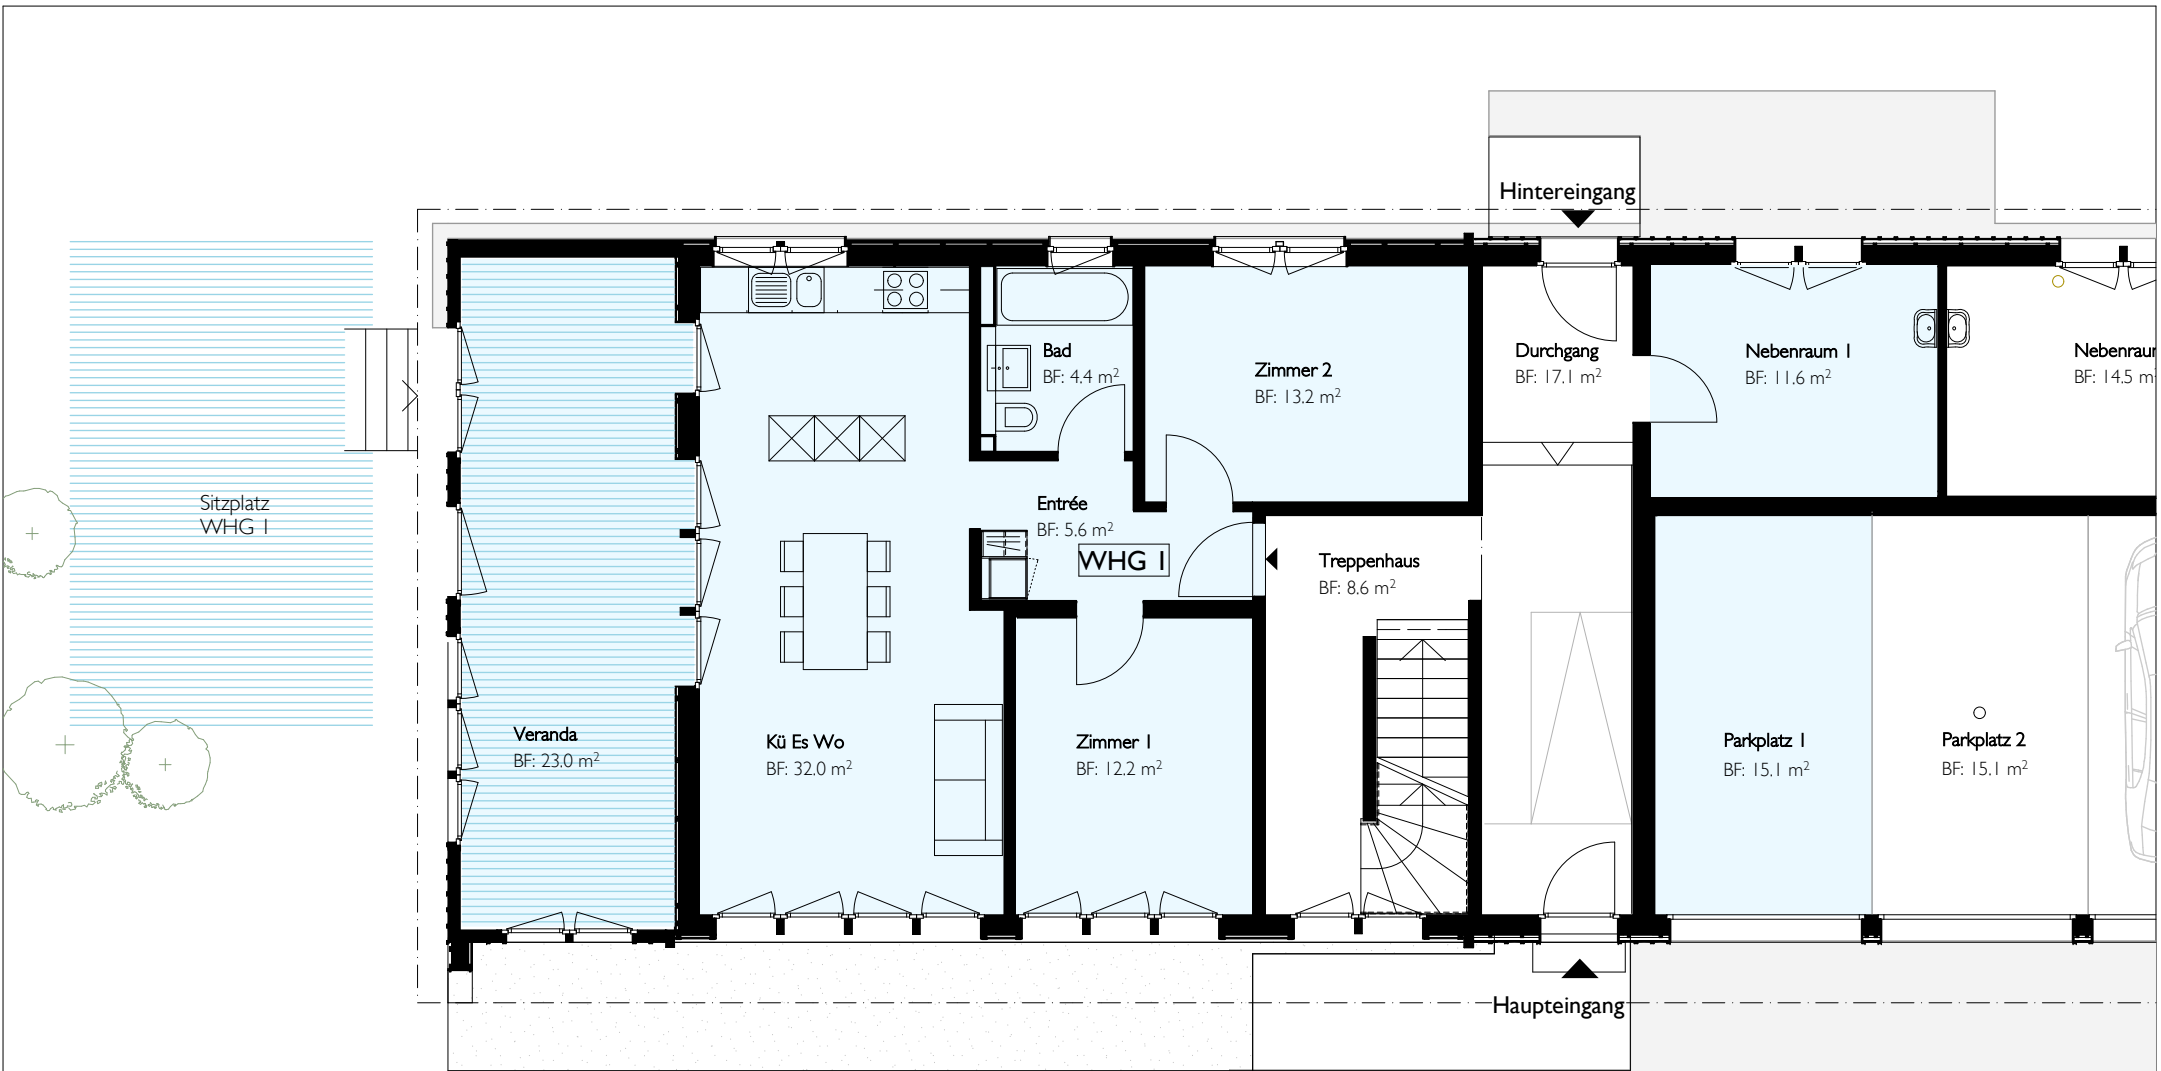 Hintereingang
Bad
BF: 4.4 m²
Zimmer 2
BF: 13.2 m²
Durchgang
BF: 17.1 m²
Nebenraum 1
BF: 11.6 m²
BF: 14.5 m
Sitzplatz
WHG 1
Entrée
BF: 5.6 m²
WHG 1
Treppenhaus
BF: 8.6 m²
Veranda
BF: 23.0 m²
Kü Es Wo
BF: 32.0 m²
Zimmer 1
BF: 12.2 m²
Parkplatz 1
BF: 15.1 m²
Parkplatz 2
BF: 15.1 m²
Haupteingang